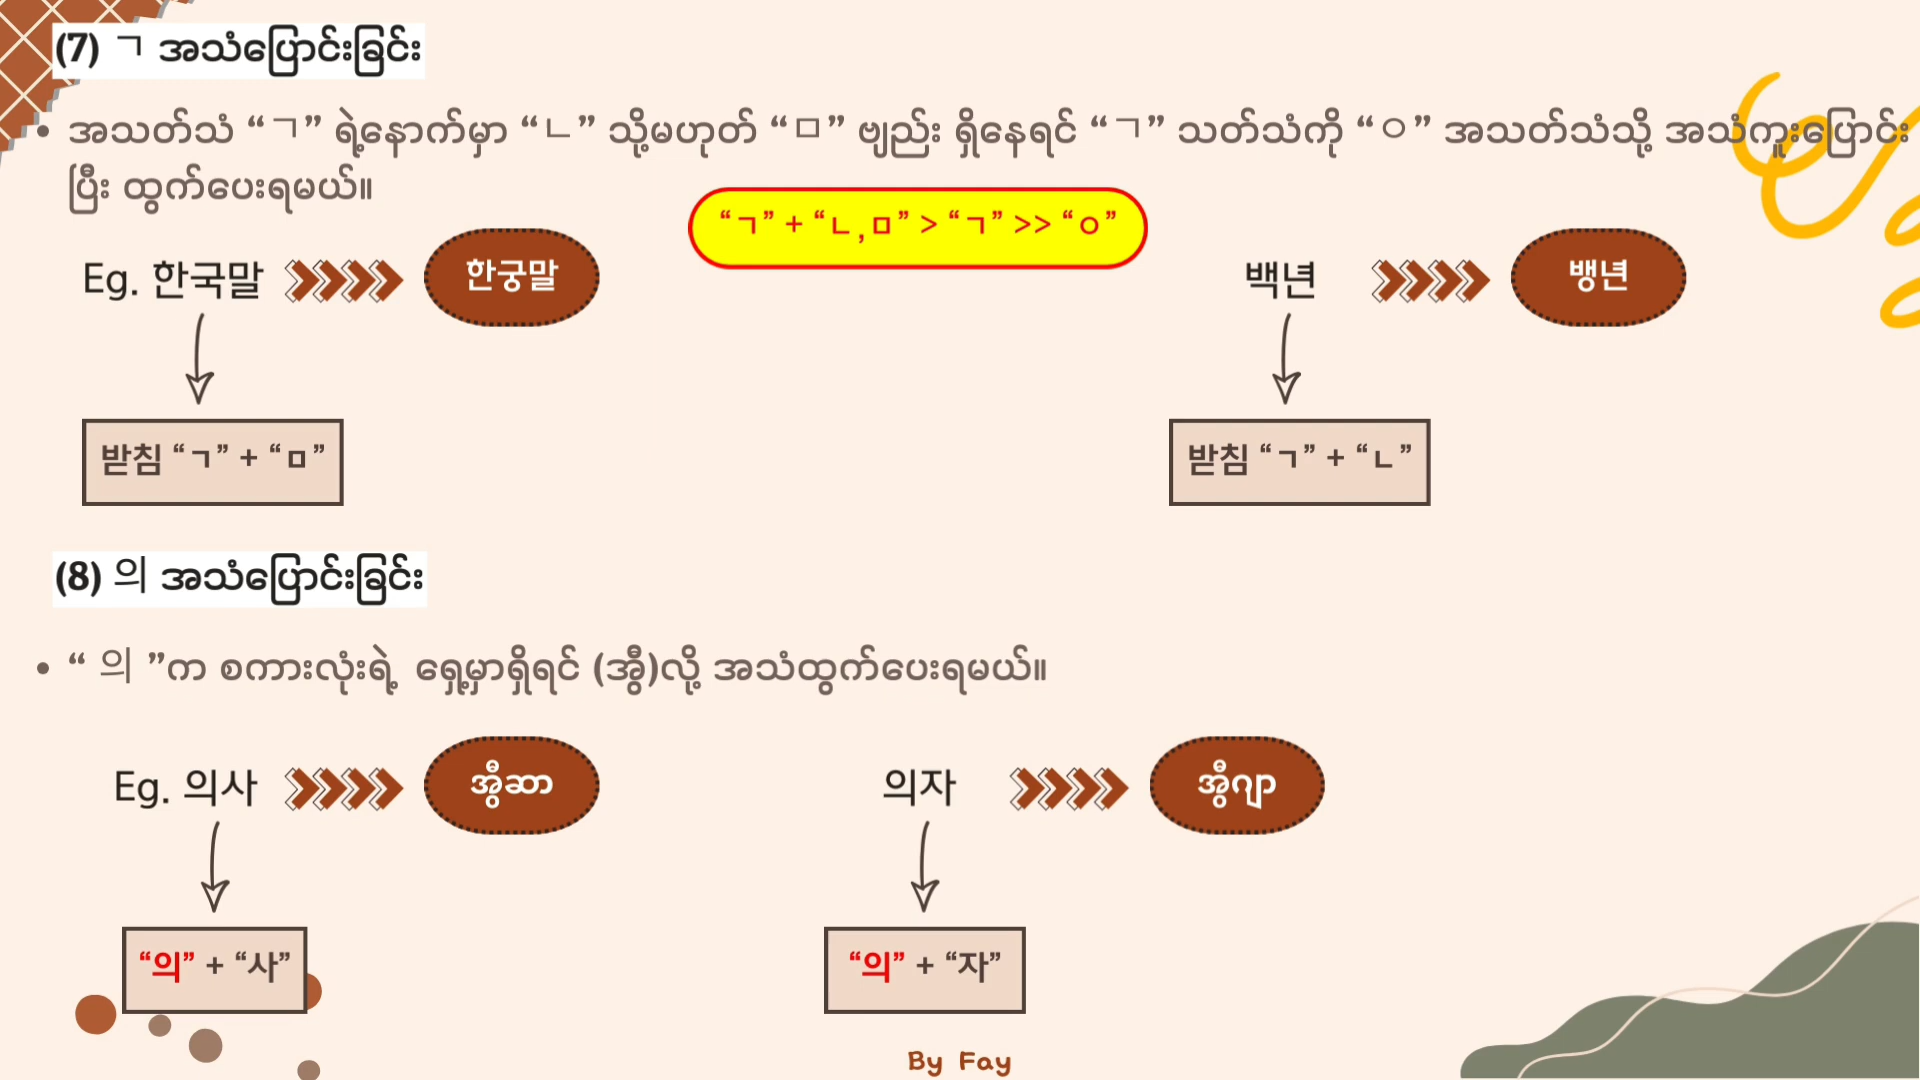 (7) ㄱ အသံပြောင်းခြင်း
• အသတ်သံ “ㄱ” ရဲ့နောက်မှာ “ㄴ” သို့မဟုတ် “ㅁ” ဗျည်း ရှိနေရင် “ㄱ” သတ်သံကို “ㅇ” အသတ်သံသို့ အသံကူးပြောင်း
ပြီး ထွက်ပေးရမယ်။
“ㄱ” + “ㄴ,ㅁ” > “ㄱ” >> “ㅇ”
Eg. 한국말 한궁말 백년 뱅년
받침 “ㄱ” + “ㅁ” 받침 “ㄱ” + “ㄴ”
(8) 의 အသံပြောင်းခြင်း
• “ 의 ”က စကားလုံးရဲ့ ရှေ့မှာရှိရင် (အွီ)လို့ အသံထွက်ပေးရမယ်။
Eg. 의사 အွီဆာ 의자 အွီဂျာ
“의” + “사” “의” + “자”
By Fay